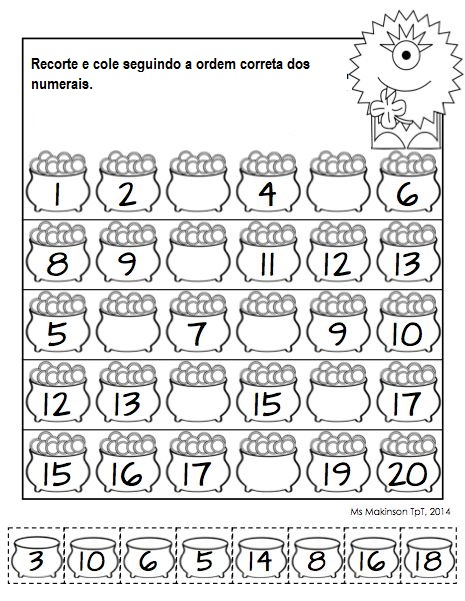 Recorte e cole seguindo a ordem correta dos
numerais.
1 2 4 6
8 9 11 12 13
5 7 9 10
12 13 15 17
15 16 17 19 20
Ms Makinson TpT, 2014
3 10 6 5 14 8 16 18